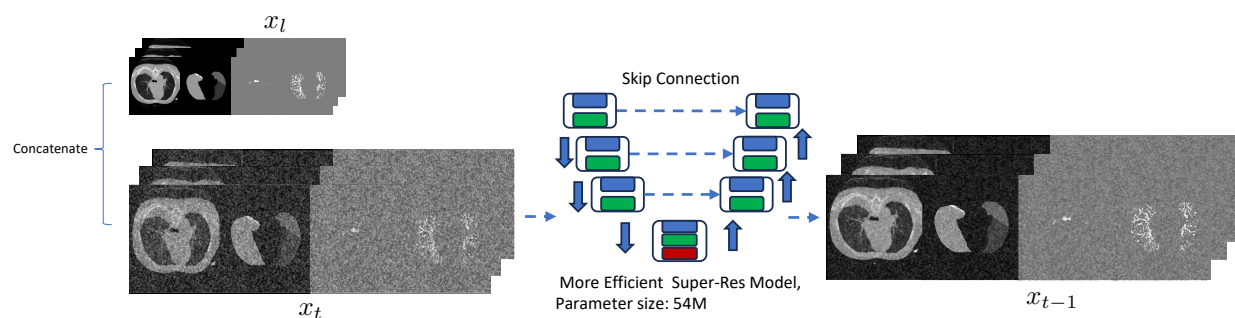 x_l
Skip Connection
Concatenate
More Efficient Super-Res Model,
Parameter size: 54M
x_t
x_{t-1}